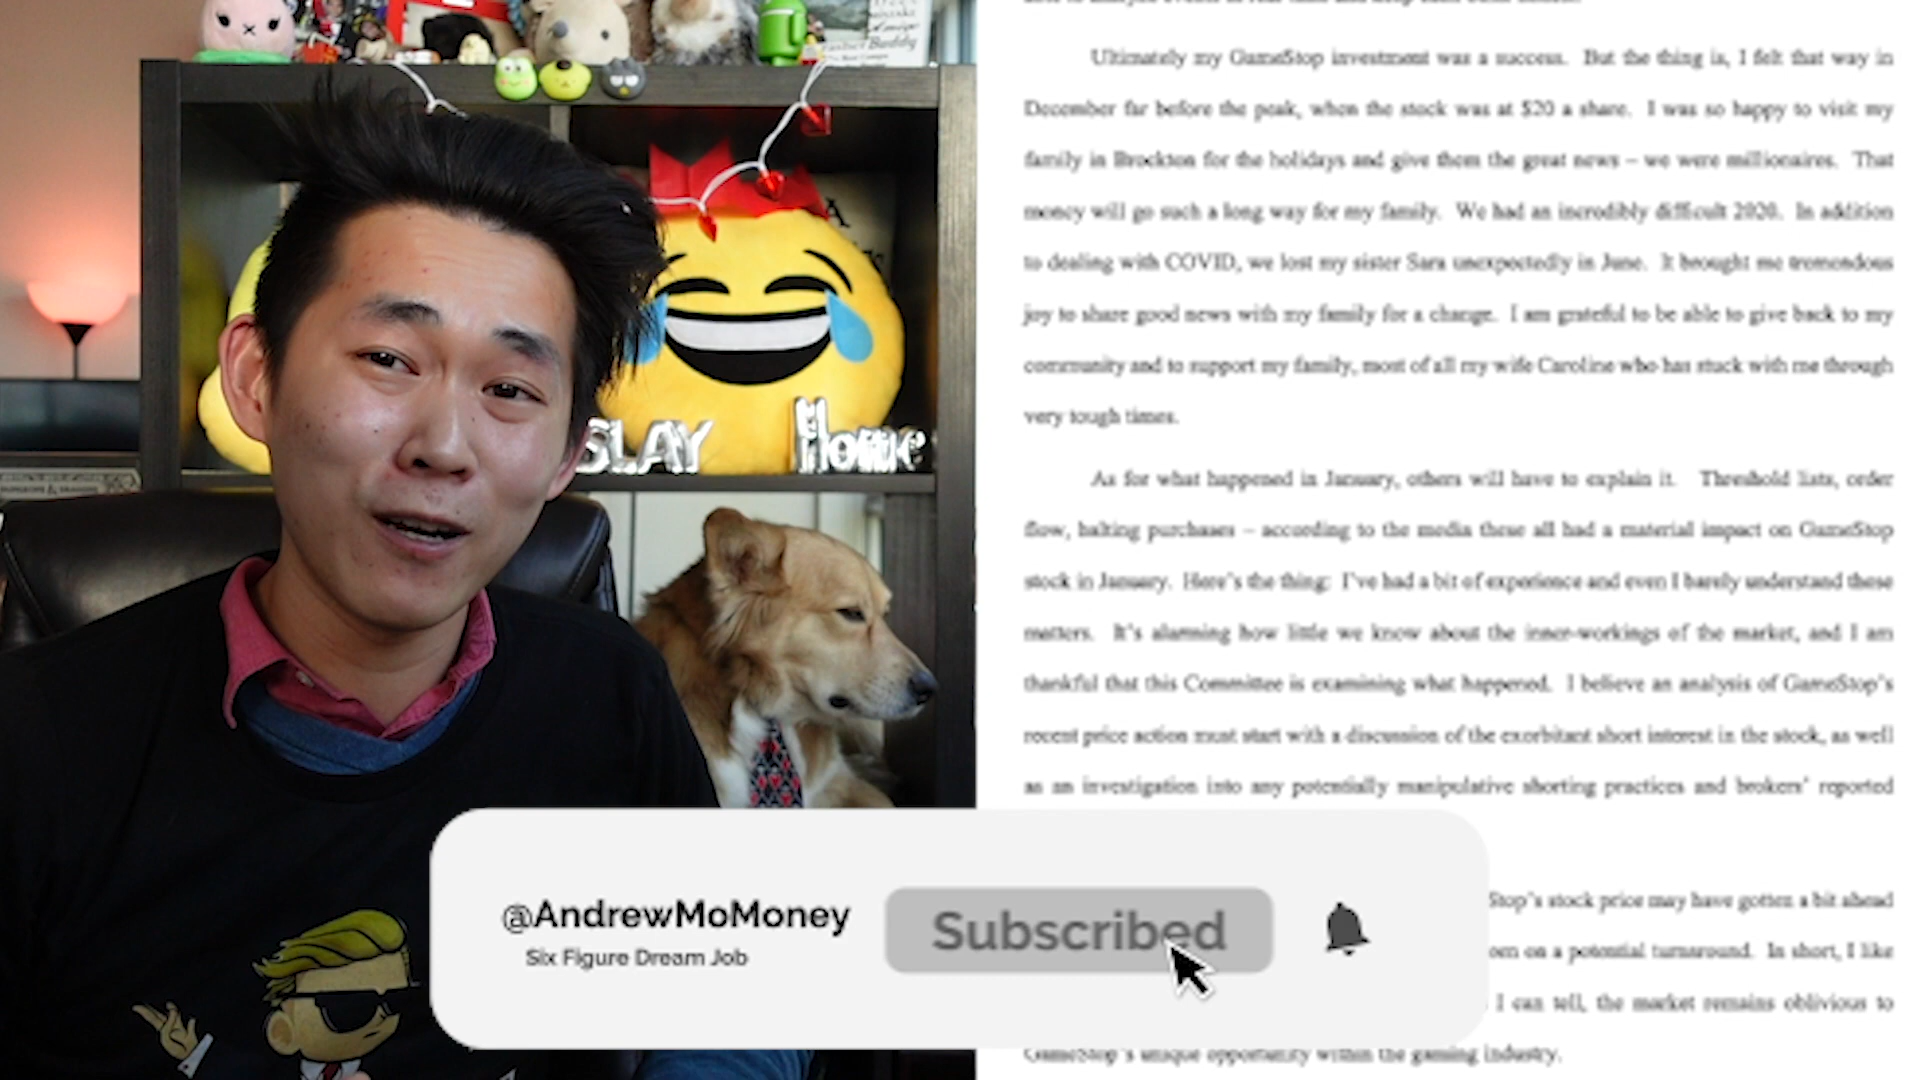 Ultimately my GameStop investment was a success. But the thing is, I felt that way in
December far before the peak, when the stock was at $20 a share. I was so happy to visit my
family in Brockton for the holidays and give them the great news – we were millionaires. That
money will go such a long way for my family. We had an incredibly difficult 2020. In addition
to dealing with COVID, we lost my sister Sara unexpectedly in June. It brought me tremendous
joy to share good news with my family for a change. I am grateful to be able to give back to my
community and to support my family, most of all my wife Caroline who has stuck with me through
very tough times.
As for what happened in January, others will have to explain it. Threshold lists, order
flow, halting purchases – according to the media these all had a material impact on GameStop
stock in January. Here's the thing: I've had a bit of experience and even I barely understand these
matters. It's alarming how little we know about the inner-workings of the market, and I am
thankful that this Committee is examining what happened. I believe an analysis of GameStop's
recent price action must start with a discussion of the exorbitant short interest in the stock, as well
as an investigation into any potentially manipulative shorting practices and brokers' reported
Stop's stock price may have gotten a bit ahead
on a potential turnaround. In short, I like
I can tell, the market remains oblivious to
GameStop's unique opportunity within the gaming industry.
SLAY
Home
@AndrewMoMoney
Six Figure Dream Job
Subscribed